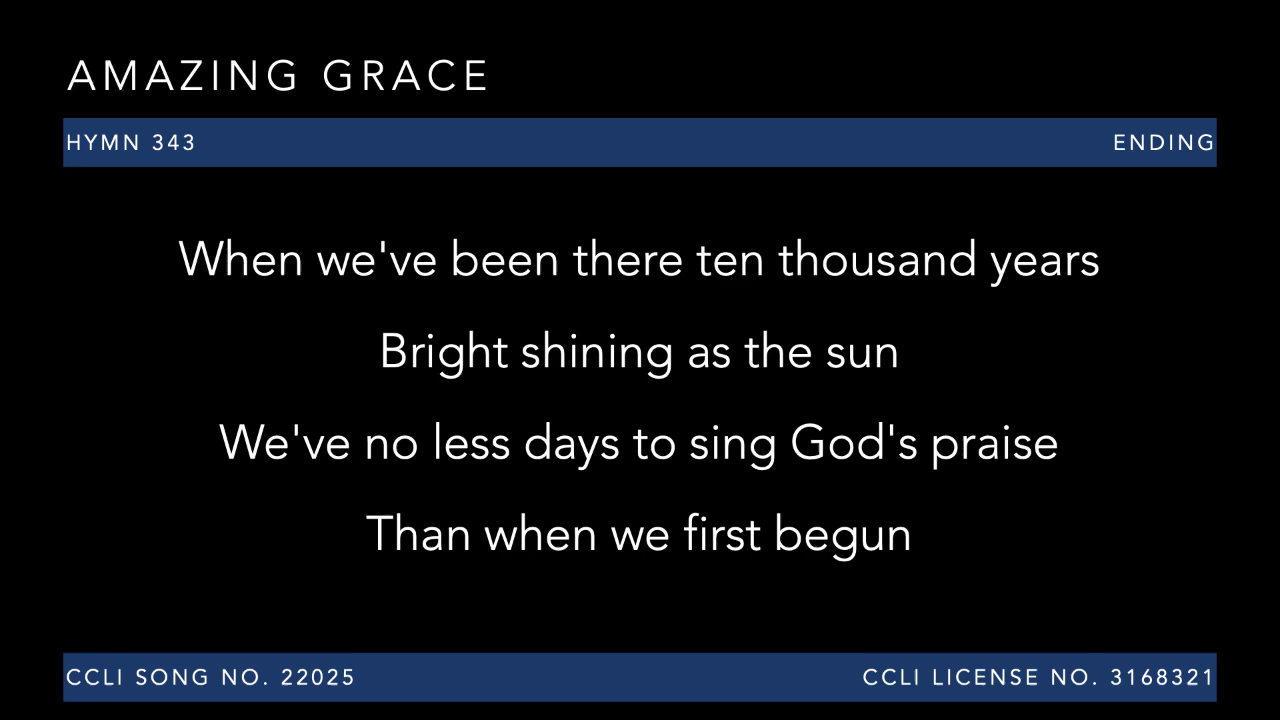 AMAZING GRACE
HYMN 343 ENDING
When we've been there ten thousand years
Bright shining as the sun
We've no less days to sing God's praise
Than when we first begun
CCLI SONG NO. 22025 CCLI LICENSE NO. 3168321